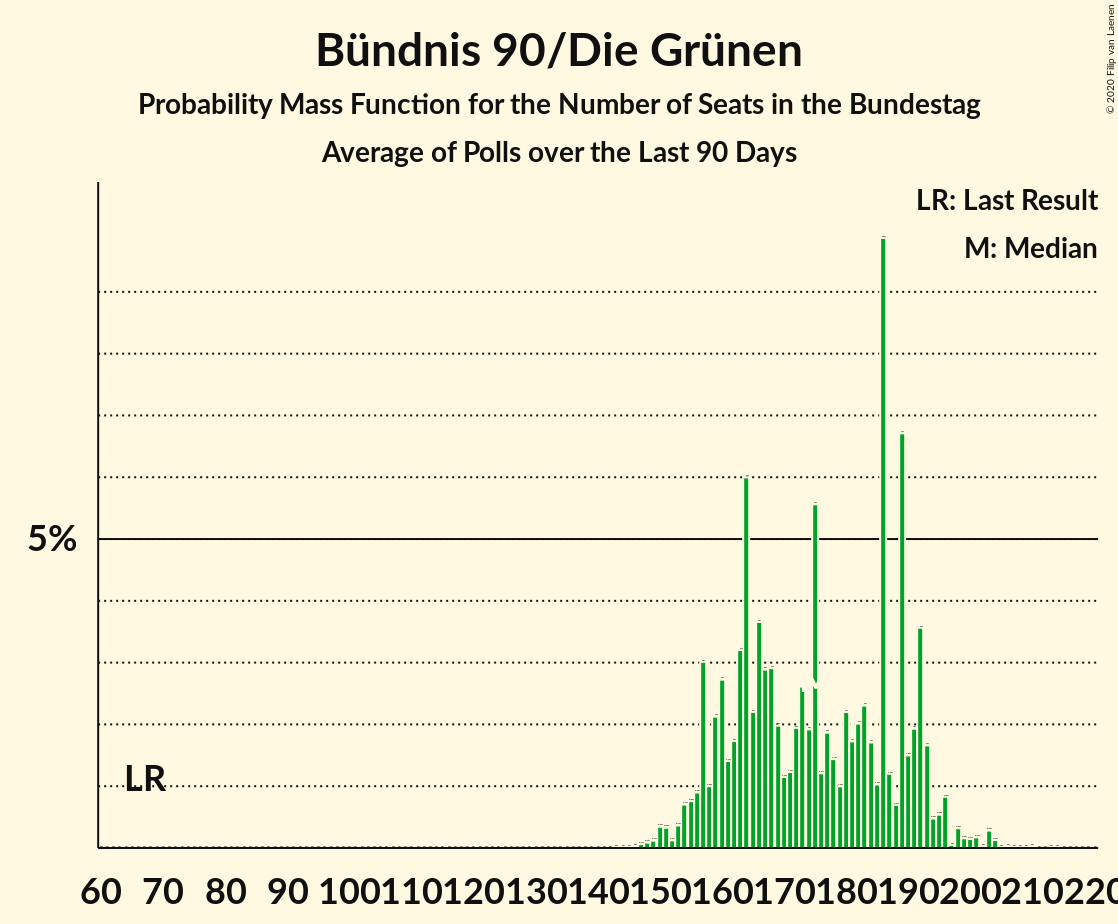 Bündnis 90/Die Grünen
Probability Mass Function for the Number of Seats in the Bundestag
Average of Polls over the Last 90 Days
© 2020 Filip van Laenen
LR: Last Result
M: Median
5%
LR
60 70 80 90 100 110 120 130 140 150 160 170 180 190 200 210 220